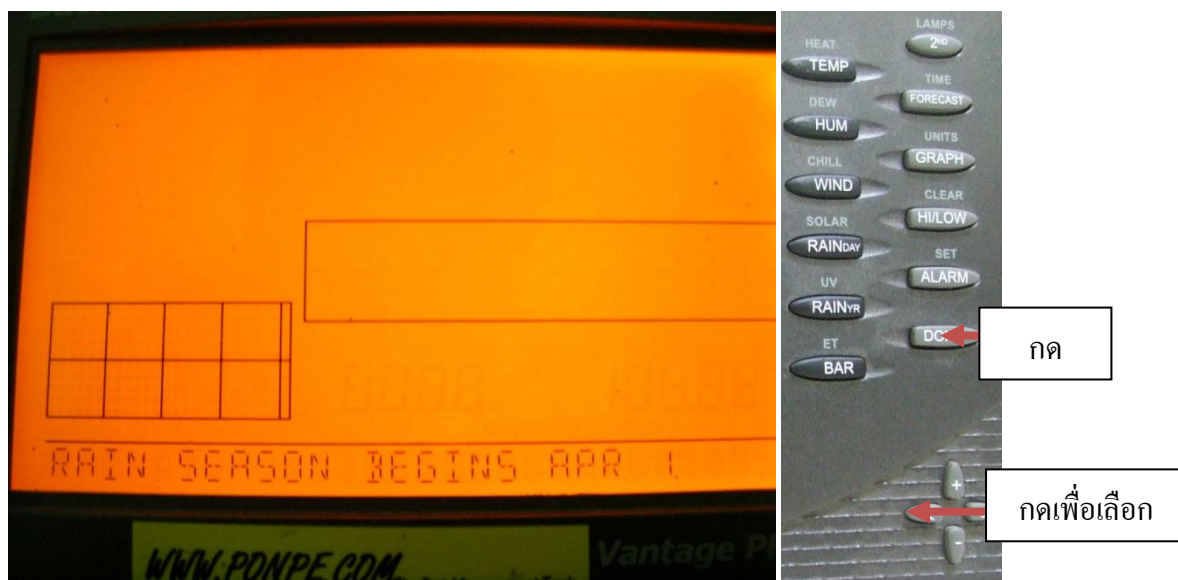 RAIN SEASON BEGINS APR 1.
WWW.PONPE.COM
Vantage
LAMPS
2ND
HEAT
TEMP
TIME
FORECAST
DEW
HUM
UNITS
GRAPH
CHILL
WIND
CLEAR
HI/LOW
SOLAR
RAINDAY
SET
ALARM
UV
RAINYR
ET
BAR
กด
+
กดเพื่อเลือก
-